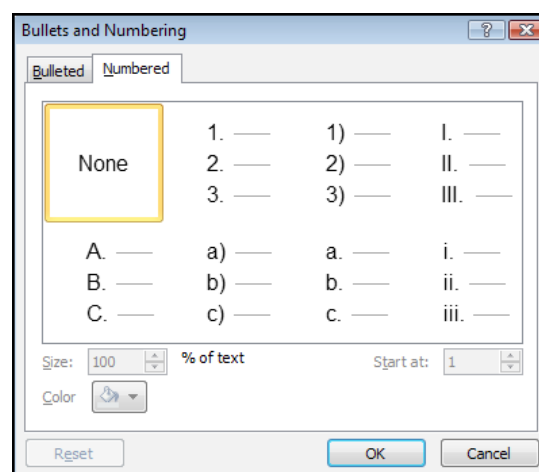 Bullets and Numbering
Bulleted Numbered
None
1.
2.
3.
1)
2)
3)
I.
II.
III.
A.
B.
C.
a)
b)
c)
a.
b.
c.
i.
ii.
iii.
Size: 100 % of text Start at: 1
Color
Reset OK Cancel